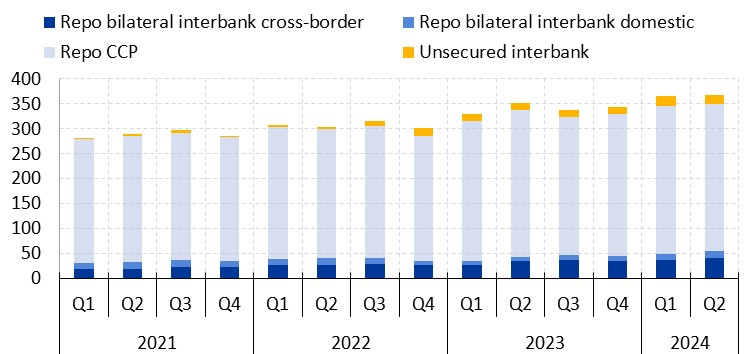 Repo bilateral interbank cross-border Repo bilateral interbank domestic
Repo CCP Unsecured interbank
400
350
300
250
200
150
100
50
0
Q1 Q2 Q3 Q4 Q1 Q2 Q3 Q4 Q1 Q2 Q3 Q4 Q1 Q2
2021 2022 2023 2024